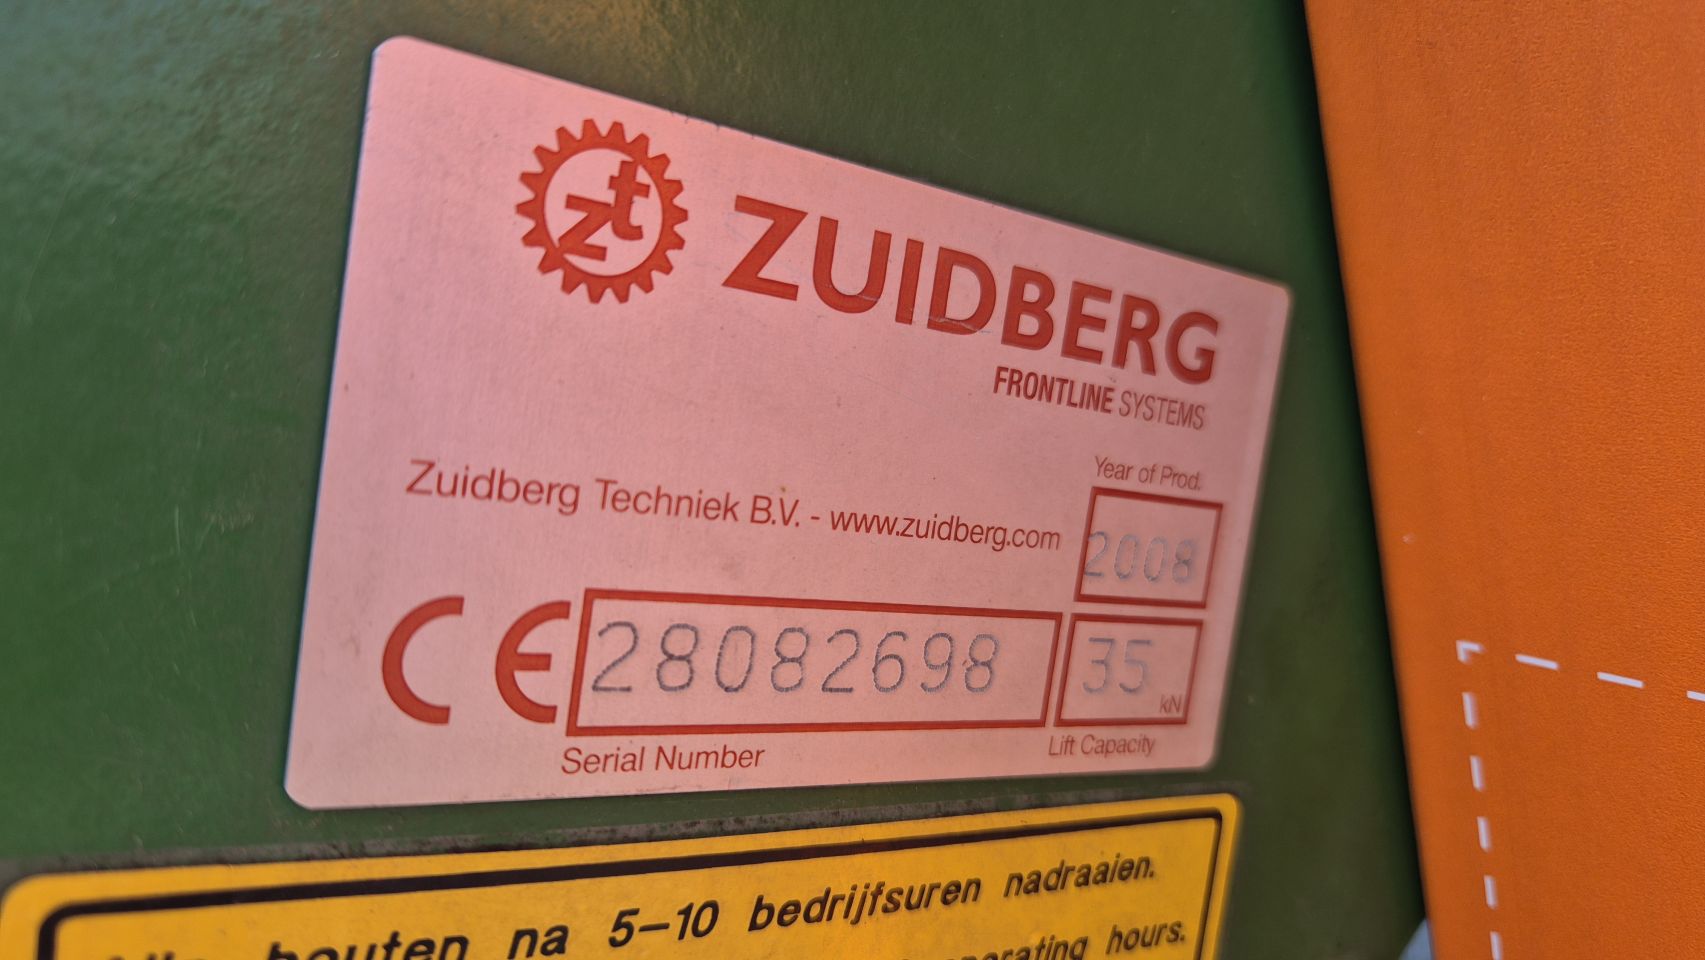 zt
ZUIDBERG
FRONTLINE SYSTEMS
Zuidberg Techniek B.V. - www.zuidberg.com
Year of Prod.
2008
CE
28082698
35
kN
Serial Number
Lift Capacity
bouten na 5-10 bedrijfsuren nadraaien.
operating hours.